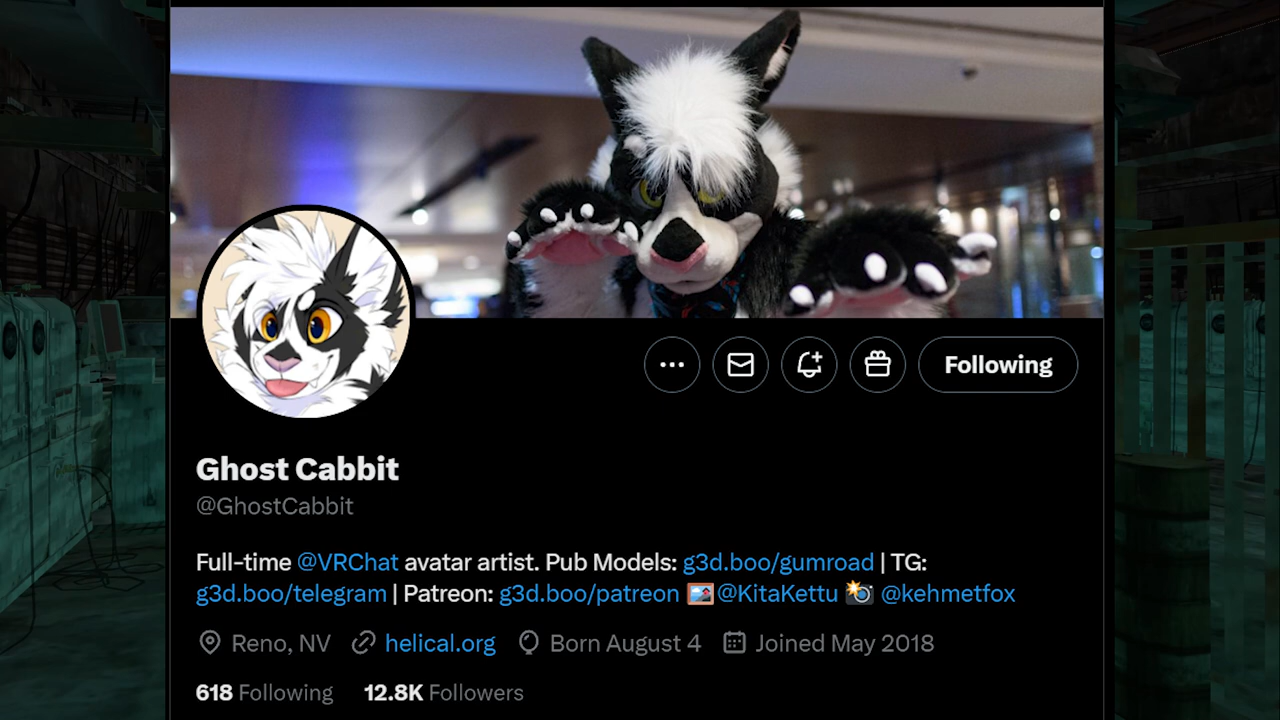 Following
Ghost Cabbit
@GhostCabbit
Full-time @VRChat avatar artist. Pub Models: g3d.boo/gumroad | TG:
g3d.boo/telegram | Patreon: g3d.boo/patreon 🖼️@KitaKettu 📸 @kehmetfox
Reno, NV helical.org Born August 4 Joined May 2018
618 Following 12.8K Followers